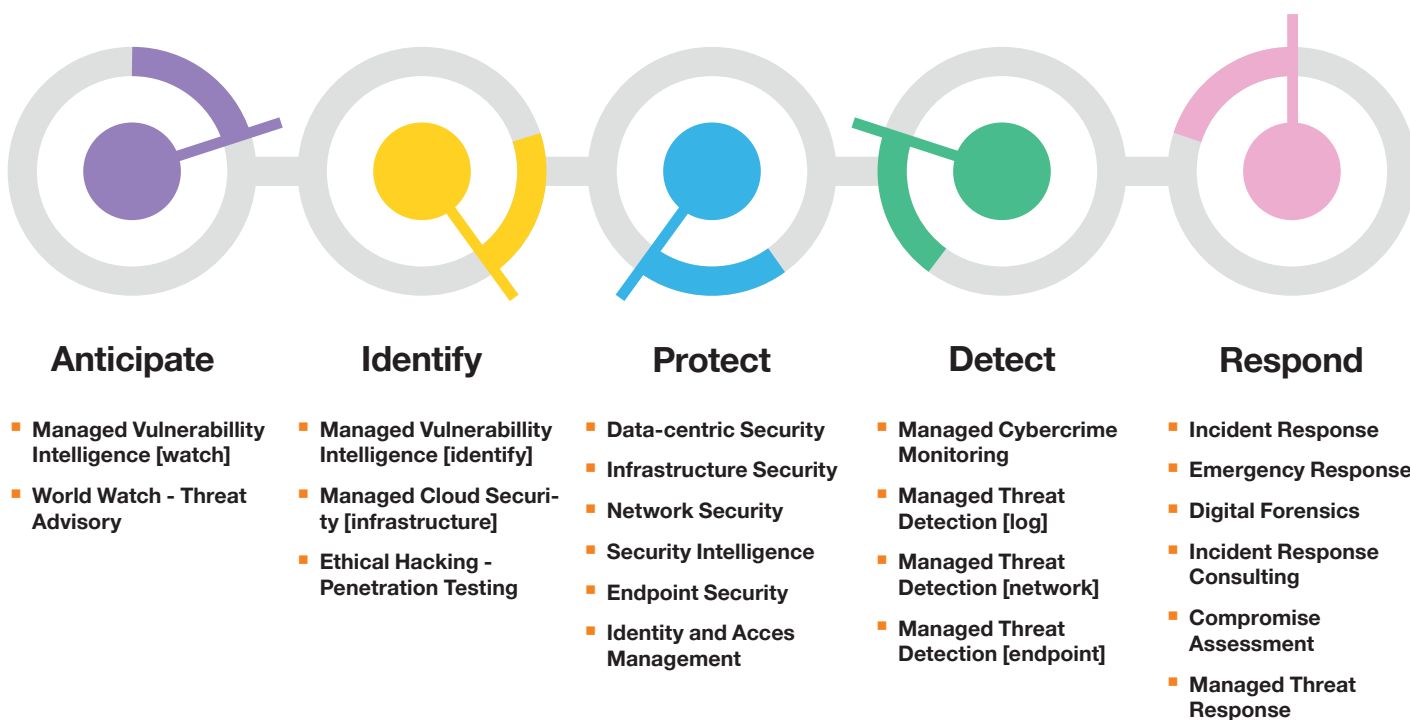 Anticipate
Managed Vulnerabillity
Intelligence [watch]
World Watch - Threat
Advisory
Identify
Managed Vulnerabillity
Intelligence [identify]
Managed Cloud Securi-
ty [infrastructure]
Ethical Hacking -
Penetration Testing
Protect
Data-centric Security
Infrastructure Security
Network Security
Security Intelligence
Endpoint Security
Identity and Acces
Management
Detect
Managed Cybercrime
Monitoring
Managed Threat
Detection [log]
Managed Threat
Detection [network]
Managed Threat
Detection [endpoint]
Respond
Incident Response
Emergency Response
Digital Forensics
Incident Response
Consulting
Compromise
Assessment
Managed Threat
Response